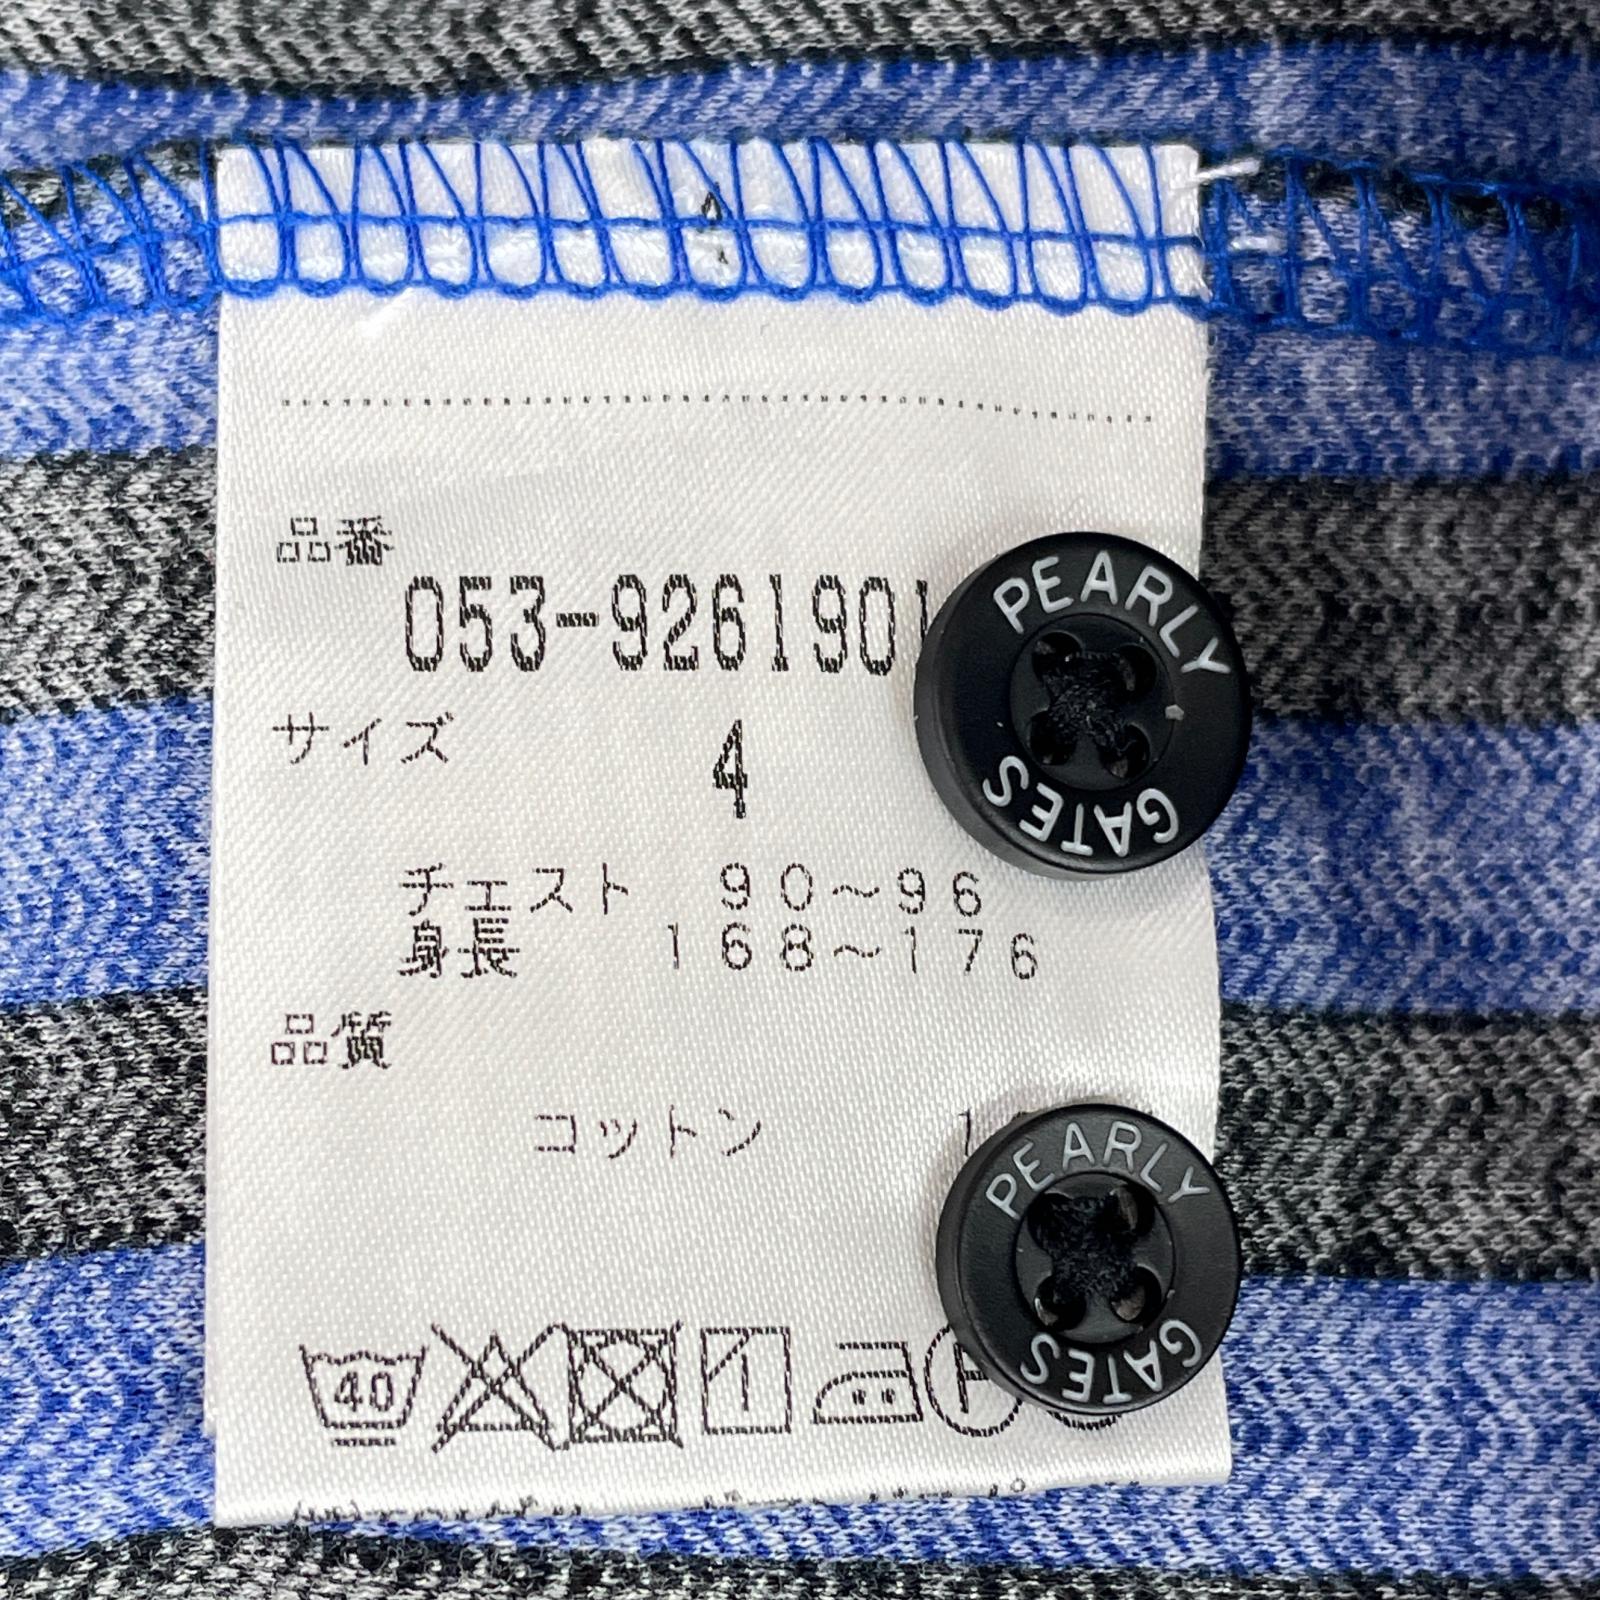 品番
053-926190
PEARLY GATES
サイズ
4
チェスト 90~96
身長 168~176
品質
コットン
PEARLY GATES
40